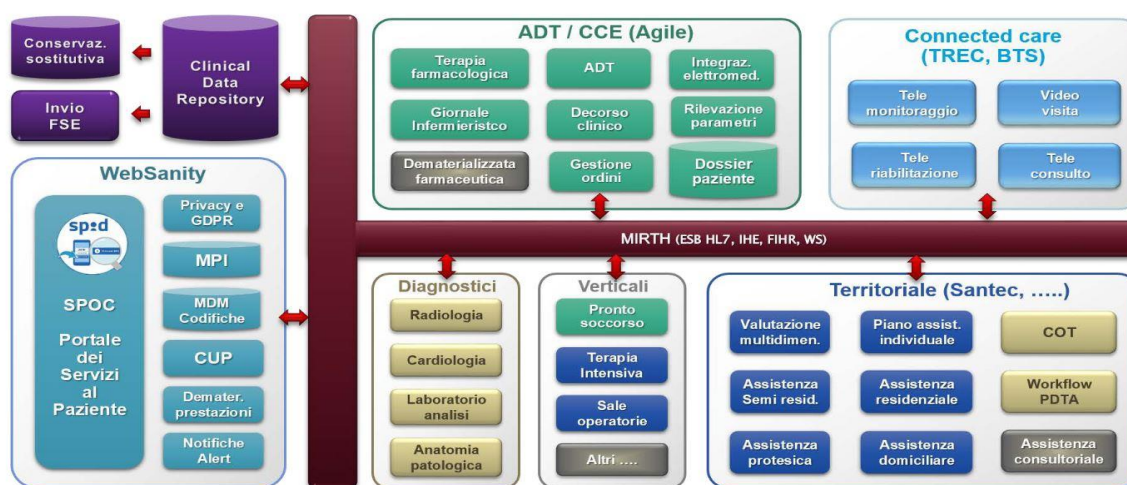 Conservaz.
sostitutiva
Invio
FSE
Clinical
Data
Repository
WebSanity
spid
SPOC
Portale
dei
Servizi
al
Paziente
Privacy e
GDPR
MPI
MDM
Codifiche
CUP
Demater.
prestazioni
Notifiche
Alert
ADT / CCE (Agile)
Terapia
farmacologica
ADT
Integraz.
elettromed.
Giornale
Infermieristco
Decorso
clinico
Rilevazione
parametri
Dematerializzata
farmaceutica
Gestione
ordini
Dossier
paziente
Connected care
(TREC, BTS)
Tele
monitoraggio
Video
visita
Tele
riabilitazione
Tele
consulto
MIRTH (ESB HL7, IHE, FIHR, WS)
Diagnostici
Radiologia
Cardiologia
Laboratorio
analisi
Anatomia
patologica
Verticali
Pronto
soccorso
Terapia
Intensiva
Sale
operatorie
Altri ....
Territoriale (Santec, .....)
Valutazione
multidimen.
Piano assist.
individuale
COT
Assistenza
Semi resid.
Assistenza
residenziale
Workflow
PDTA
Assistenza
protesica
Assistenza
domiciliare
Assistenza
consultoriale